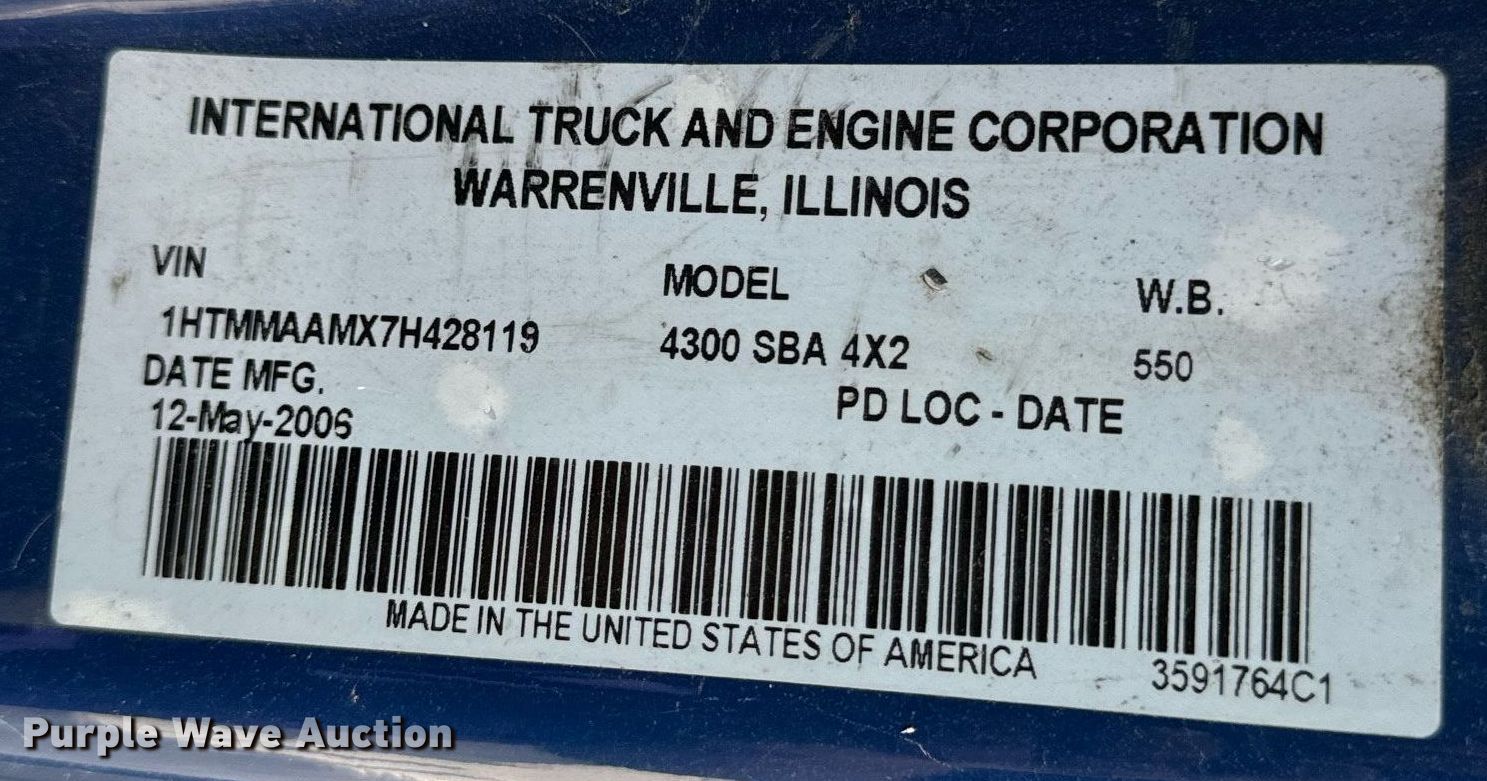 INTERNATIONAL TRUCK AND ENGINE CORPORATION
WARRENVILLE, ILLINOIS
VIN MODEL W.B.
1HTMMAAMX7H428119 4300 SBA 4X2 550
DATE MFG. PD LOC - DATE
12-May-2006
MADE IN THE UNITED STATES OF AMERICA 3591764C1
Purple Wave Auction